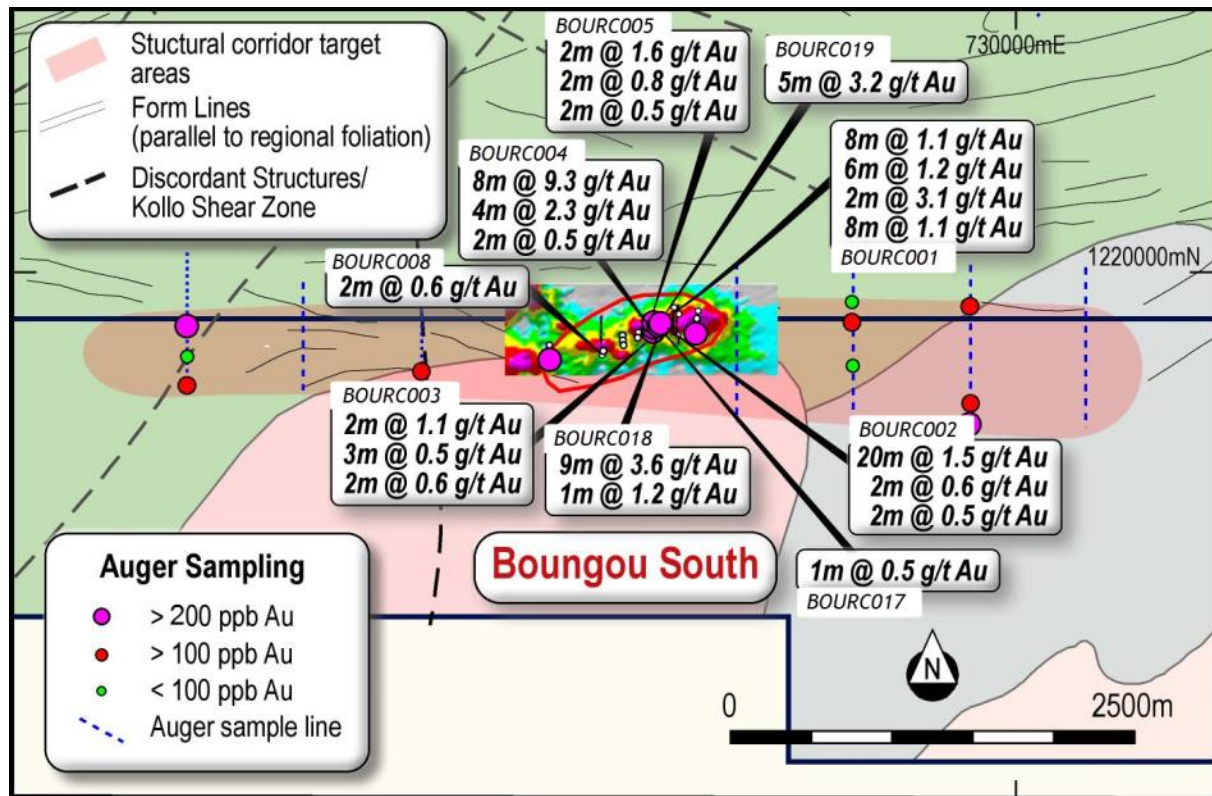 Stuctural corridor target
areas
Form Lines
(parallel to regional foliation)
Discordant Structures/
Kollo Shear Zone
BOURC005
2m @ 1.6 g/t Au
2m @ 0.8 g/t Au
2m @ 0.5 g/t Au
BOURC019
5m @ 3.2 g/t Au
730000mE
BOURC004
8m @ 9.3 g/t Au
4m @ 2.3 g/t Au
2m @ 0.5 g/t Au
8m @ 1.1 g/t Au
6m @ 1.2 g/t Au
2m @ 3.1 g/t Au
8m @ 1.1 g/t Au
BOURC001
1220000mN
BOURC008
2m @ 0.6 g/t Au
BOURC003
2m @ 1.1 g/t Au
3m @ 0.5 g/t Au
2m @ 0.6 g/t Au
BOURC018
9m @ 3.6 g/t Au
1m @ 1.2 g/t Au
BOURC002
20m @ 1.5 g/t Au
2m @ 0.6 g/t Au
2m @ 0.5 g/t Au
Boungou South
1m @ 0.5 g/t Au
BOURC017
Auger Sampling
> 200 ppb Au
> 100 ppb Au
< 100 ppb Au
Auger sample line
N
0 2500m